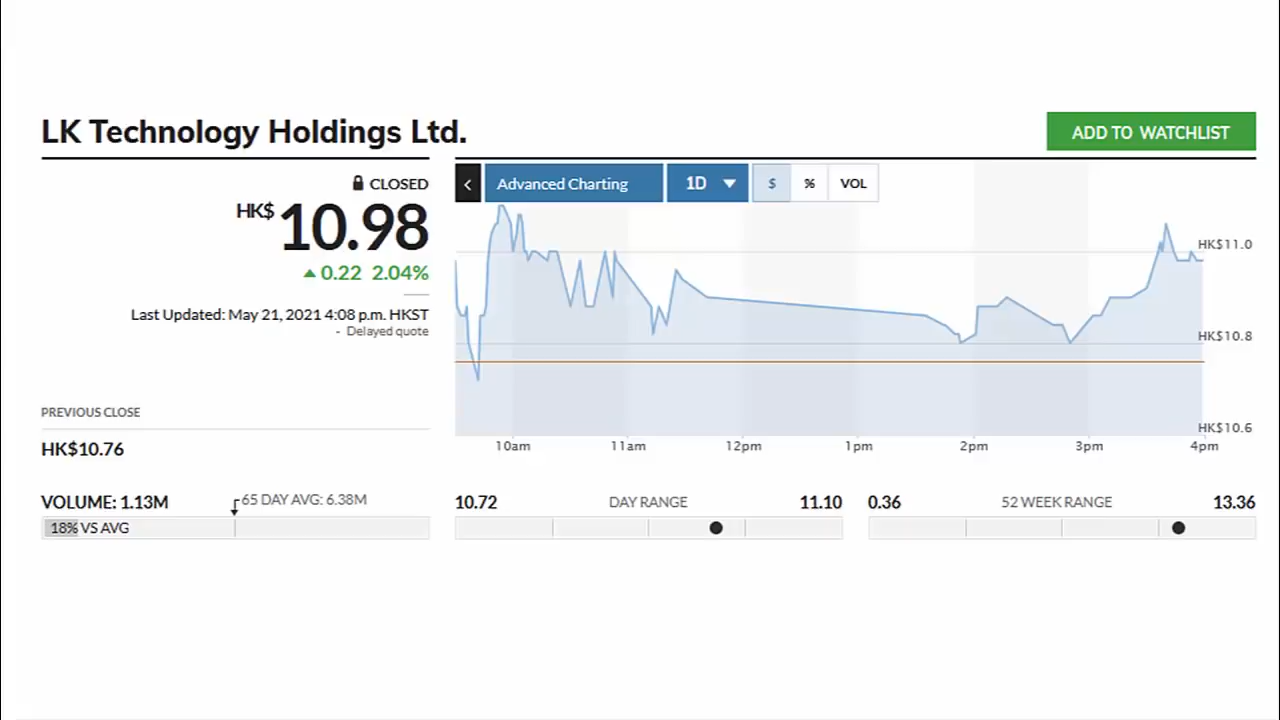 LK Technology Holdings Ltd.
ADD TO WATCHLIST
CLOSED
HK$ 10.98
0.22 2.04%
Last Updated: May 21, 2021 4:08 p.m. HKST
- Delayed quote
PREVIOUS CLOSE
HK$10.76
VOLUME: 1.13M
65 DAY AVG: 6.38M
18% VS AVG
< Advanced Charting 1D $ % VOL
HK$11.0
HK$10.8
HK$10.6
10am 11am 12pm 1pm 2pm 3pm 4pm
10.72 DAY RANGE 11.10
0.36 52 WEEK RANGE 13.36